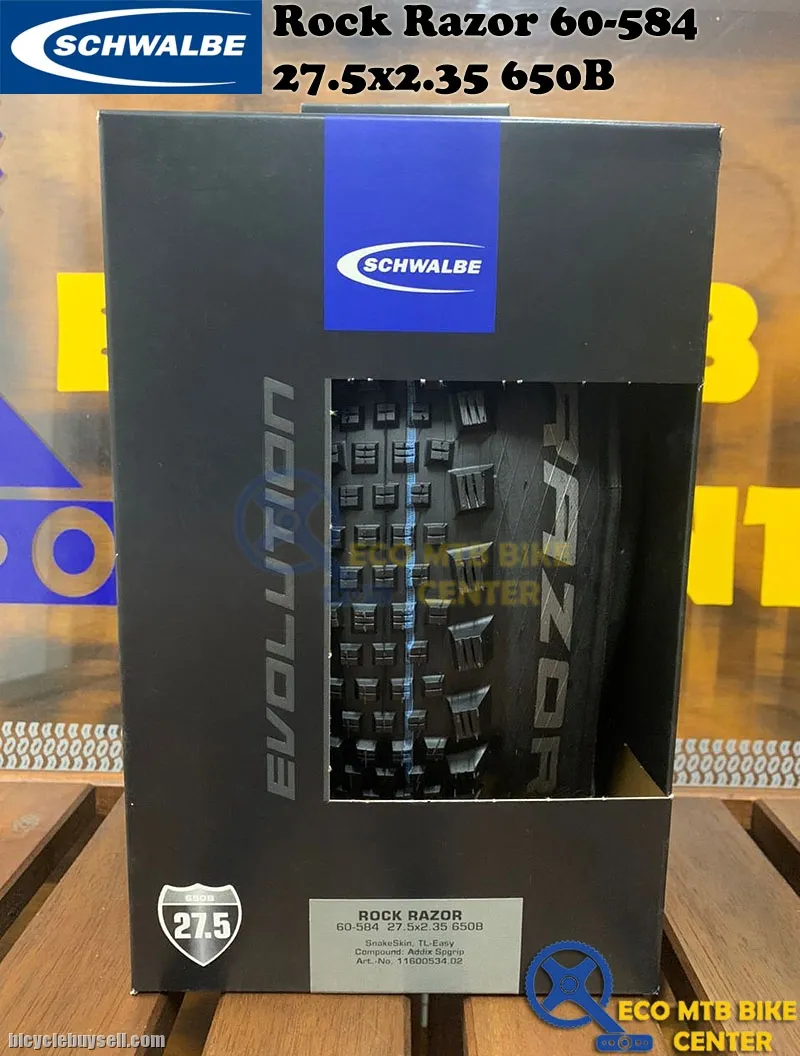 SCHWALBE
Rock Razor 60-584
27.5x2.35 650B
SCHWALBE
EVOLUTION
RAZOR
ECO MTB BIKE
CENTER
650B
27.5
ROCK RAZOR
60-584 27.5x2.35 650B
SnakeSkin, TL-Easy
Compound: Addix Spgrip
Art.-No. 11600534.02
ECO MTB BIKE
CENTER
bicyclebuysell.com